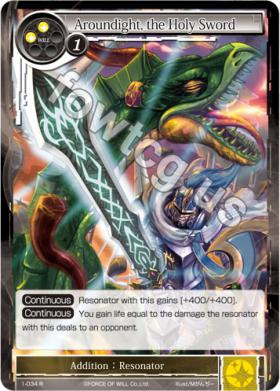 Aroundight, the Holy Sword
WILL
1
fowtcg.us
Continuous Resonator with this gains [+400/+400].
Continuous You gain life equal to the damage the resonator
with this deals to an opponent.
Addition : Resonator
1-034 R
©FORCE OF WILL Co.,Ltd.